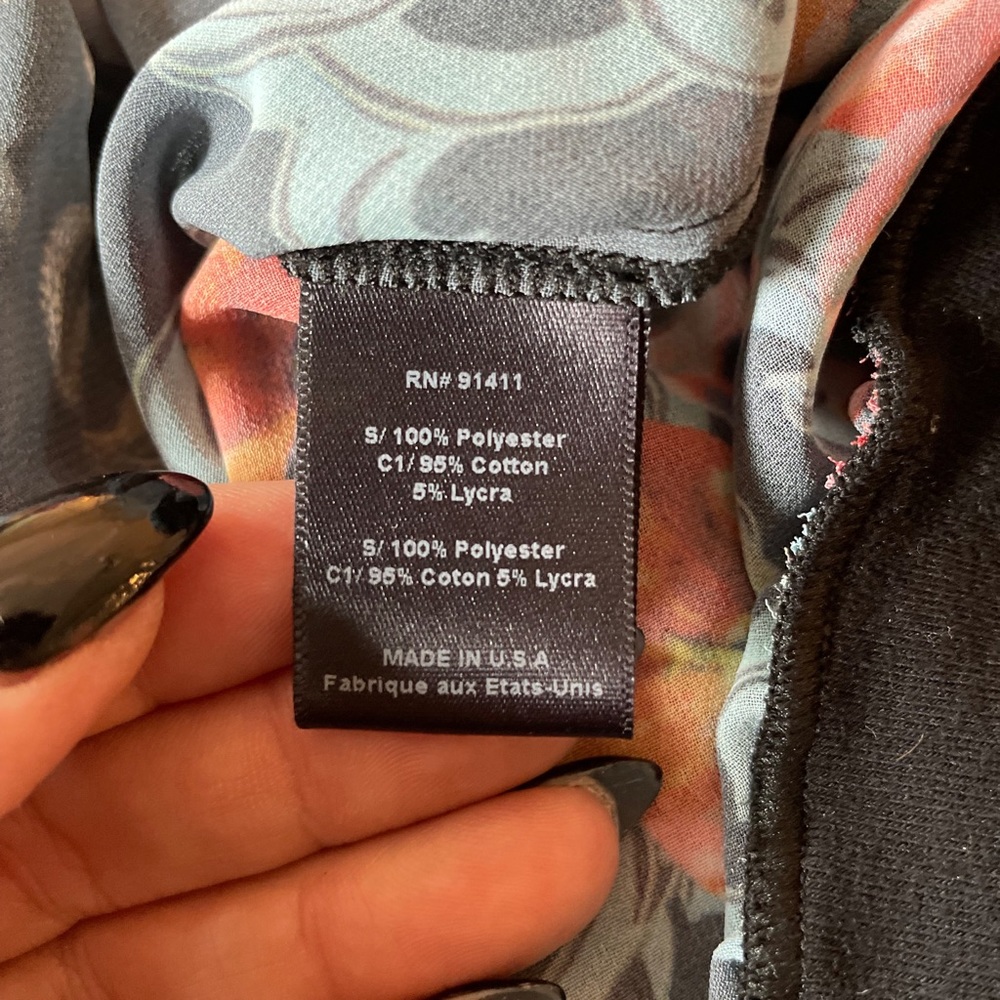 RN# 91411
S/ 100% Polyester
C1/ 95% Cotton
5% Lycra
S/ 100% Polyester
C1/ 95% Coton 5% Lycra
MADE IN U.S.A
Fabrique aux Etats-Unis